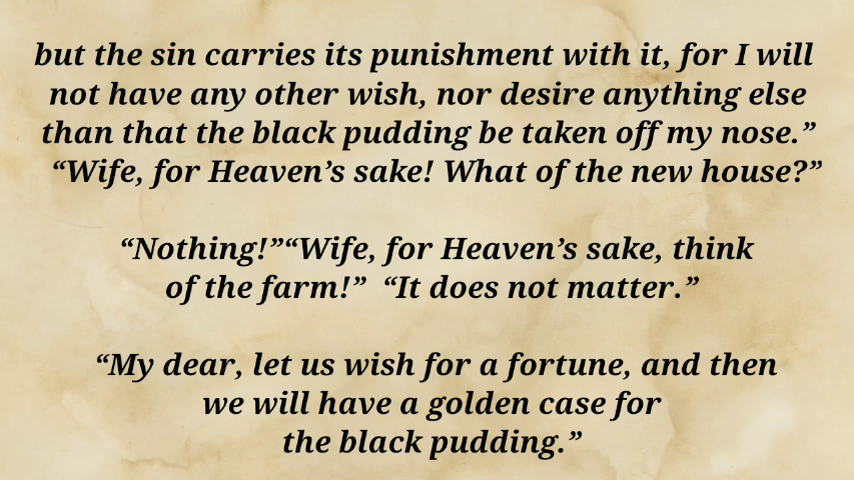 but the sin carries its punishment with it, for I will
not have any other wish, nor desire anything else
than that the black pudding be taken off my nose.”
“Wife, for Heaven’s sake! What of the new house?”
“Nothing!”“Wife, for Heaven’s sake, think
of the farm!”  “It does not matter.”
“My dear, let us wish for a fortune, and then
we will have a golden case for
the black pudding.”